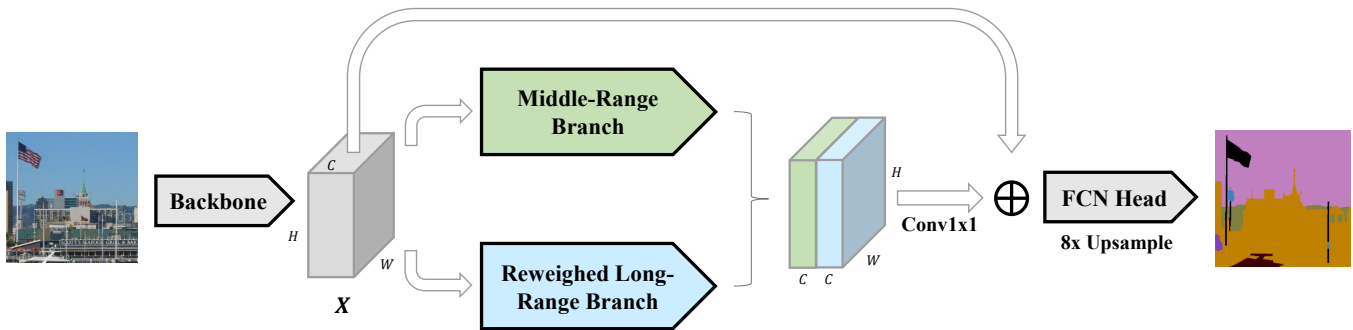 Backbone
C
H
W
X
Middle-Range
Branch
Reweighed Long-
Range Branch
H
W
C
C
Conv1x1
FCN Head
8x Upsample